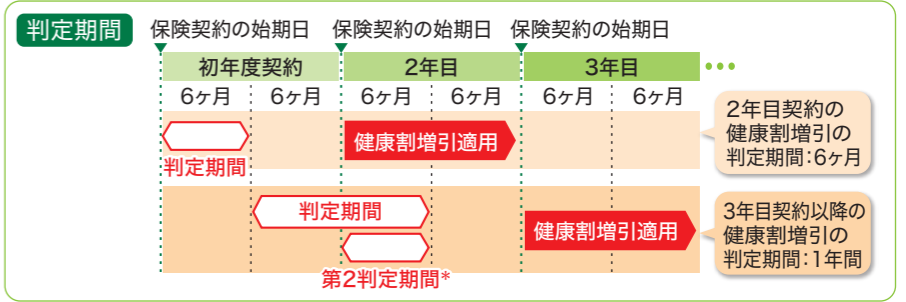 判定期間
保険契約の始期日 保険契約の始期日 保険契約の始期日
初年度契約 2年目 3年目 •••
6ヶ月 6ヶ月 6ヶ月 6ヶ月 6ヶ月 6ヶ月
健康割増引適用
判定期間
2年目契約の
健康割増引の
判定期間:6ヶ月
判定期間
健康割増引適用
第2判定期間*
3年目契約以降の
健康割増引の
判定期間:1年間